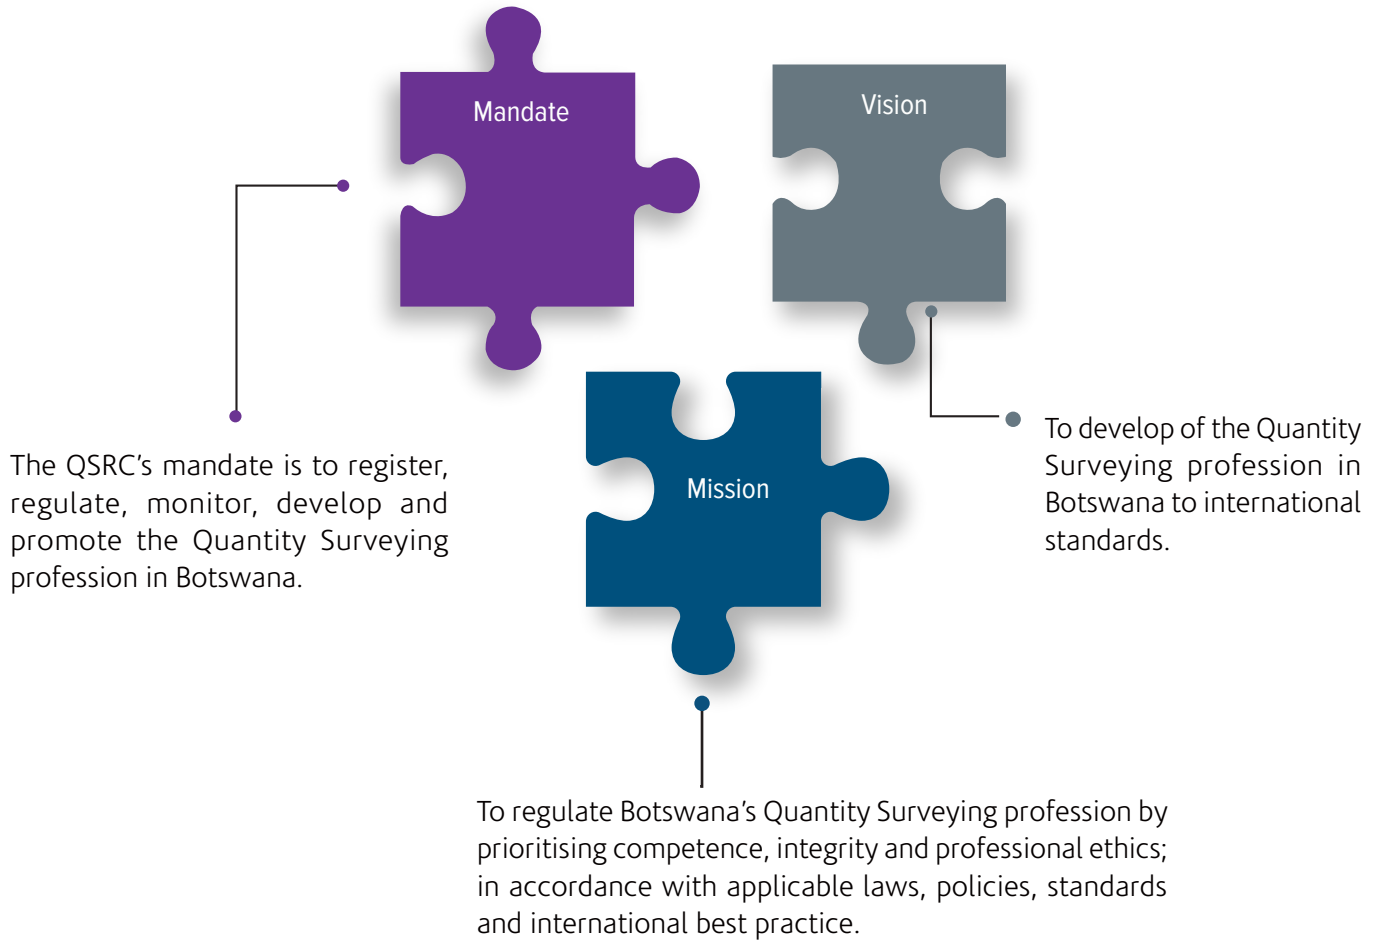 Mandate
The QSRC’s mandate is to register,
regulate, monitor, develop and
promote the Quantity Surveying
profession in Botswana.
Vision
To develop of the Quantity
Surveying profession in
Botswana to international
standards.
Mission
To regulate Botswana’s Quantity Surveying profession by
prioritising competence, integrity and professional ethics;
in accordance with applicable laws, policies, standards
and international best practice.